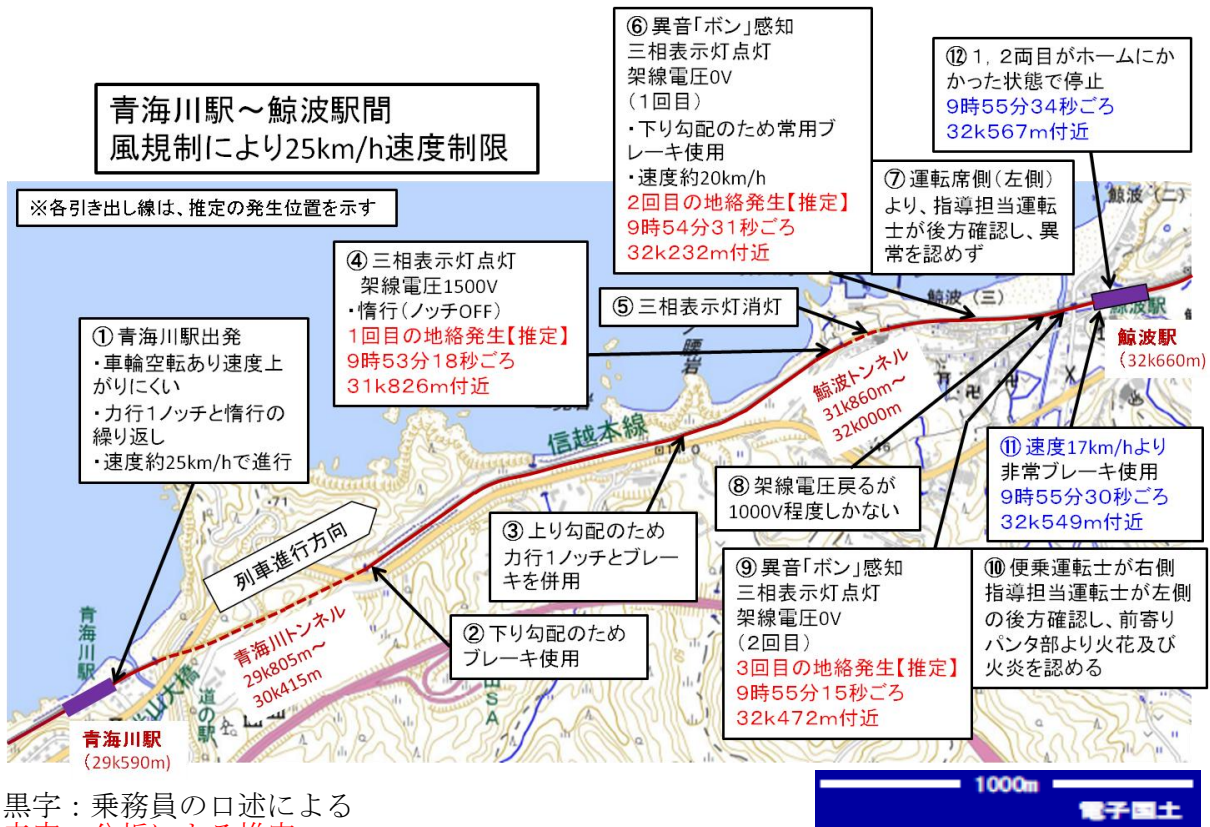 青海川駅～鯨波駅間
風規制により25km/h速度制限
※各引き出し線は、推定の発生位置を示す
①青海川駅出発
・車輪空転あり速度上
がりにくい
・力行1ノッチと惰行の
繰り返し
・速度約25km/hで進行
④三相表示灯点灯
架線電圧1500V
・惰行(ノッチOFF)
1回目の地絡発生【推定】
9時53分18秒ごろ
31k826m付近
⑥異音「ボン」感知
三相表示灯点灯
架線電圧0V
(1回目)
・下り勾配のため常用ブ
レーキ使用
・速度約20km/h
2回目の地絡発生【推定】
9時54分31秒ごろ
32k232m付近
⑤三相表示灯消灯
⑦運転席側(左側)
より、指導担当運転
士が後方確認し、異
常を認めず
⑫1,2両目がホームにか
かった状態で停止
9時55分34秒ごろ
32k567m付近
鯨波(二)
鯨波(三)
鯨波駅
鯨波駅
(32k660m)
腰岩
鯨波トンネル
31k860m～
32k000m
信越本線
列車進行方向
③上り勾配のため
力行1ノッチとブレー
キを併用
②下り勾配のため
ブレーキ使用
⑧架線電圧戻るが
1000V程度しかない
⑪速度17km/hより
非常ブレーキ使用
9時55分30秒ごろ
32k549m付近
⑨異音「ボン」感知
三相表示灯点灯
架線電圧0V
(2回目)
3回目の地絡発生【推定】
9時55分15秒ごろ
32k472m付近
⑩便乗運転士が右側
指導担当運転士が左側
の後方確認し、前寄り
パンタ部より火花及び
火炎を認める
・71
青海川駅
青海川トンネル
29k805m～
30k415m
山大橋
道の駅
SA
青海川駅
(29k590m)
黒字：乗務員の口述による
1000m
電子国土